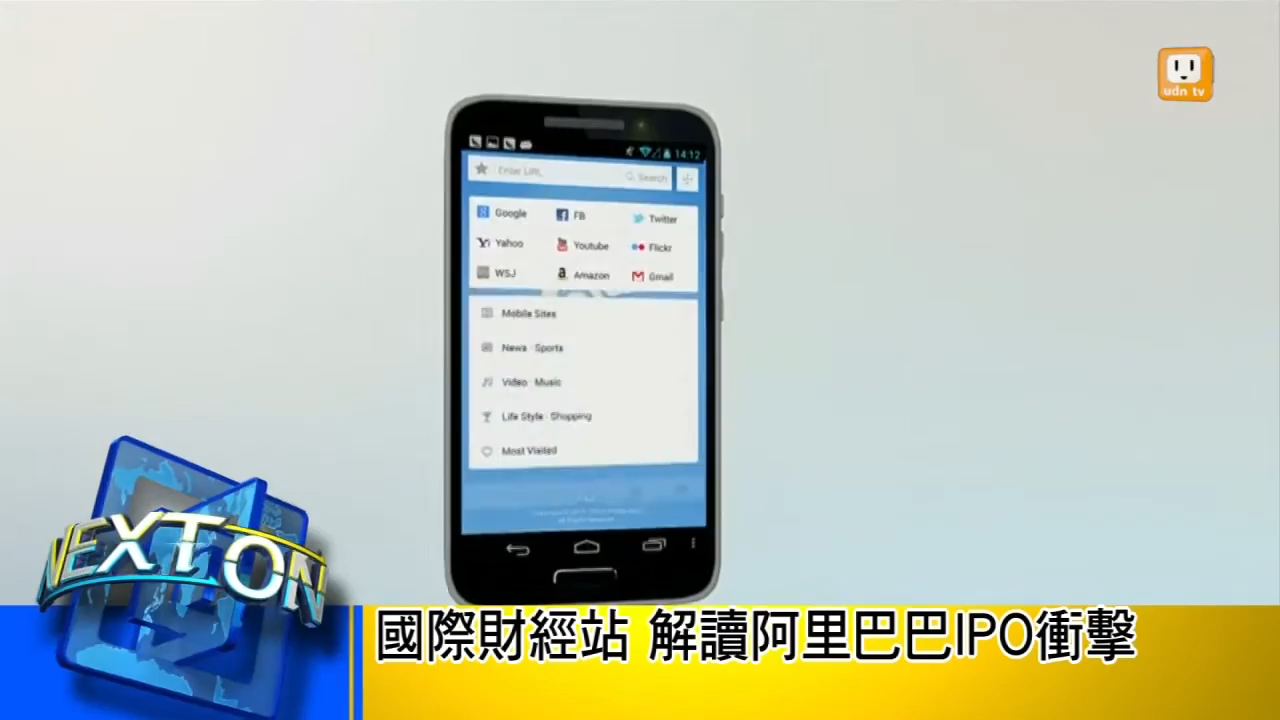 udn tv
14:12
Enter URL
Search
Google
FB
Twitter
Yahoo
Youtube
Flickr
WSJ
Amazon
Gmail
Mobile Sites
News · Sports
Video · Music
Life Style · Shopping
Most Visited
NEXT ON
國際財經站 解讀阿里巴巴IPO衝擊